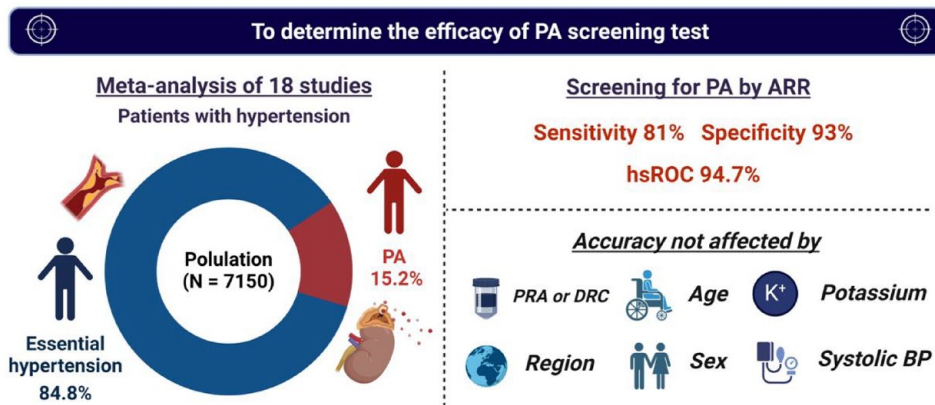 To determine the efficacy of PA screening test
Meta-analysis of 18 studies
Patients with hypertension
Polulation
(N = 7150)
PA
15.2%
Essential
hypertension
84.8%
Screening for PA by ARR
Sensitivity 81% Specificity 93%
hsROC 94.7%
Accuracy not affected by
PRA or DRC
Age
K+
Potassium
Region
Sex
Systolic BP